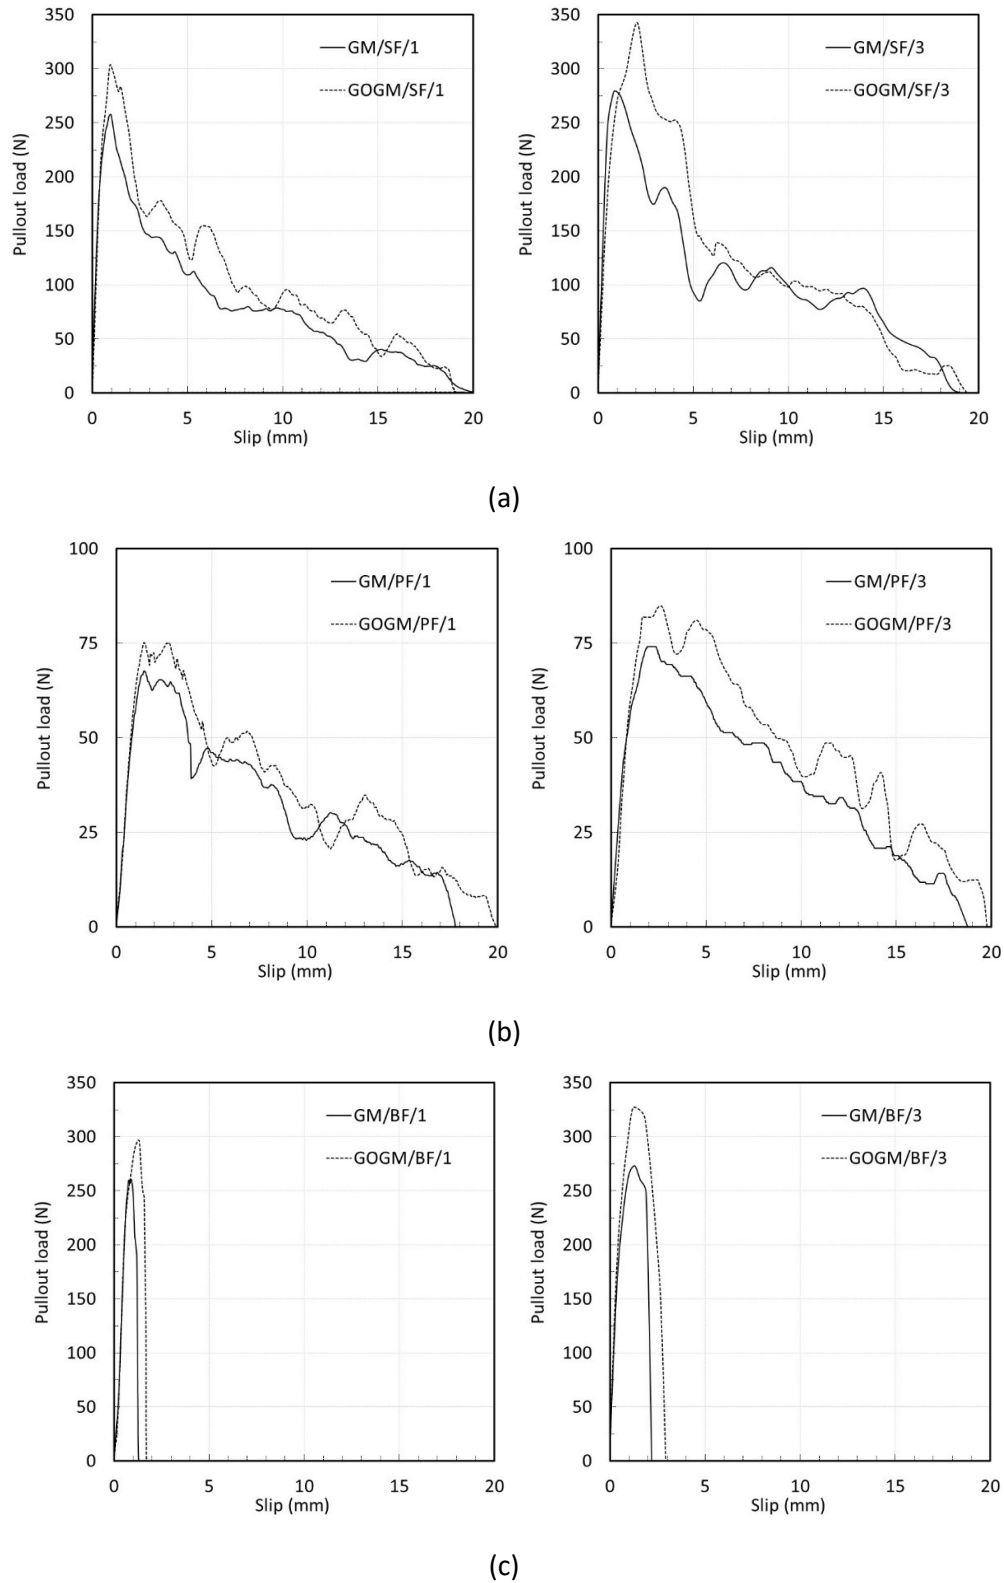 350
300
250
200
150
100
50
0
Pullout load (N)
GM/SF/1
GOGM/SF/1
0 5 10 15 20
Slip (mm)
350
300
250
200
150
100
50
0
Pullout load (N)
GM/SF/3
GOGM/SF/3
0 5 10 15 20
Slip (mm)
(a)
100
75
50
25
0
Pullout load (N)
GM/PF/1
GOGM/PF/1
0 5 10 15 20
Slip (mm)
100
75
50
25
0
Pullout load (N)
GM/PF/3
GOGM/PF/3
0 5 10 15 20
Slip (mm)
(b)
350
300
250
200
150
100
50
0
Pullout load (N)
GM/BF/1
GOGM/BF/1
0 5 10 15 20
Slip (mm)
350
300
250
200
150
100
50
0
Pullout load (N)
GM/BF/3
GOGM/BF/3
0 5 10 15 20
Slip (mm)
(c)